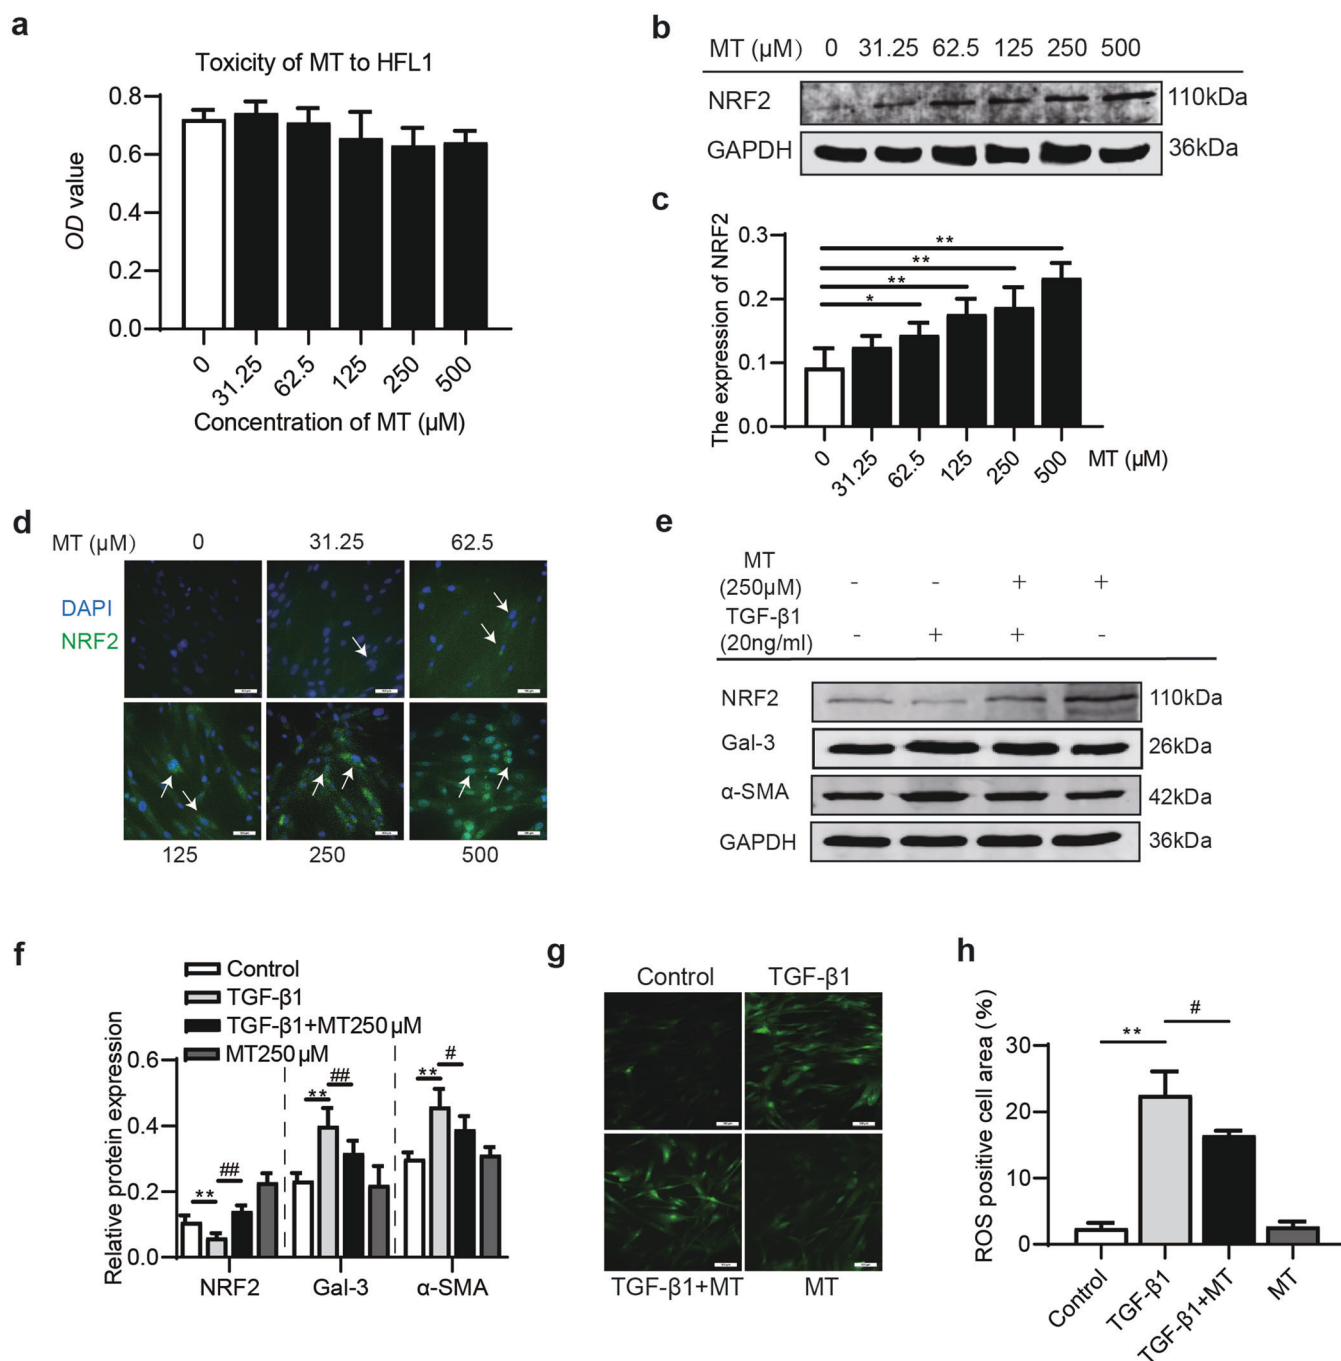 a
Toxicity of MT to HFL1
0.8
0.6
0.4
0.2
0.0
OD value
0 31.25 62.5 125 250 500
Concentration of MT (µM)
b
MT (µM) 0 31.25 62.5 125 250 500
NRF2 110kDa
GAPDH 36kDa
c
The expression of NRF2
0.3
0.2
0.1
0.0
**
**
**
*
0 31.25 62.5 125 250 500 MT (µM)
d
MT (µM) 0 31.25 62.5
DAPI
NRF2
125 250 500
e
MT
(250µM) - - + +
TGF-β1
(20ng/ml) - + + -
NRF2 110kDa
Gal-3 26kDa
α-SMA 42kDa
GAPDH 36kDa
f
Control
TGF-β1
TGF-β1+MT250µM
MT250µM
Relative protein expression
0.6
0.4
0.2
0.0
** ## ** ## ** #
NRF2 Gal-3 α-SMA
g
Control TGF-β1
TGF-β1+MT MT
h
ROS positive cell area (%)
30
20
10
0
** #
Control TGF-β1 TGF-β1+MT MT